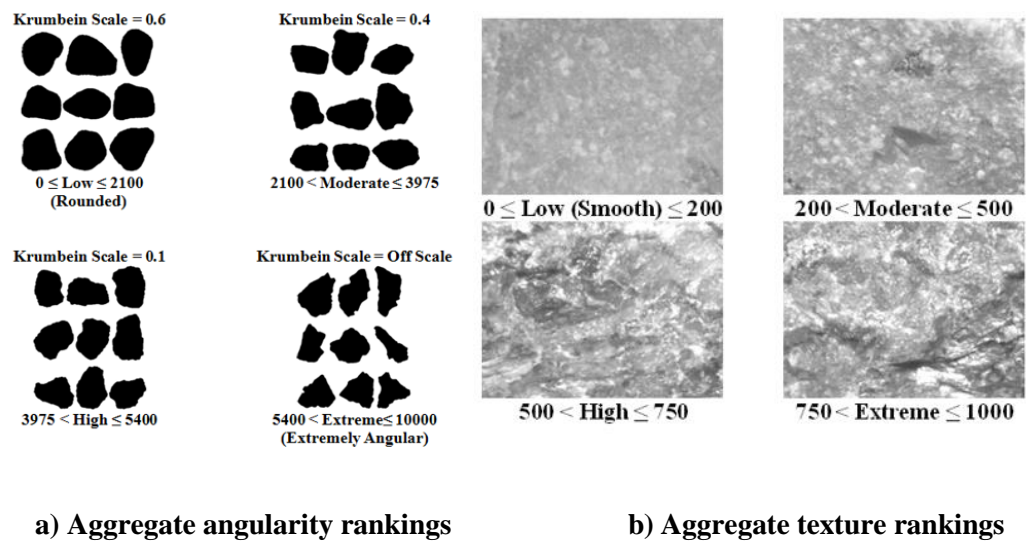 Krumbein Scale = 0.6
0 ≤ Low ≤ 2100
(Rounded)
Krumbein Scale = 0.4
2100 < Moderate ≤ 3975
Krumbein Scale = 0.1
3975 < High ≤ 5400
Krumbein Scale = Off Scale
5400 < Extreme≤ 10000
(Extremely Angular)
0 ≤ Low (Smooth) ≤ 200
200 < Moderate ≤ 500
500 < High ≤ 750
750 < Extreme ≤ 1000
a) Aggregate angularity rankings
b) Aggregate texture rankings